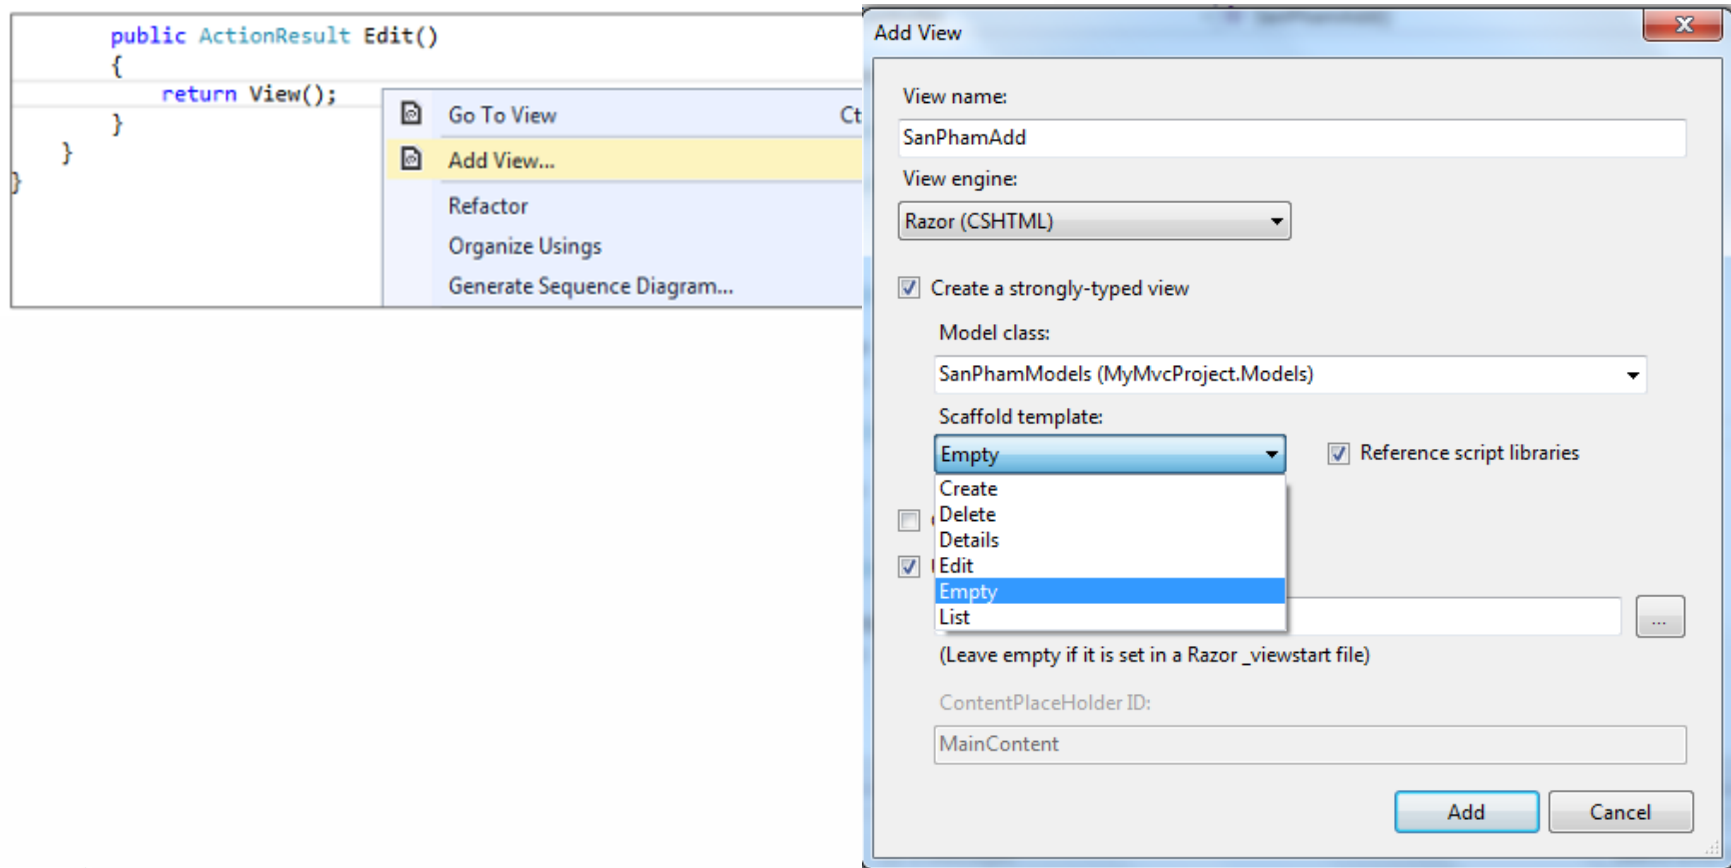 public ActionResult Edit()
{
return View();
}
}
}
Go To View Ct
Add View...
Refactor
Organize Usings
Generate Sequence Diagram...
Add View
View name:
SanPhamAdd
View engine:
Razor (CSHTML)
Create a strongly-typed view
Model class:
SanPhamModels (MyMvcProject.Models)
Scaffold template:
Empty
Reference script libraries
Create
Delete
Details
Edit
Empty
List
...
(Leave empty if it is set in a Razor _viewstart file)
ContentPlaceHolder ID:
MainContent
Add
Cancel